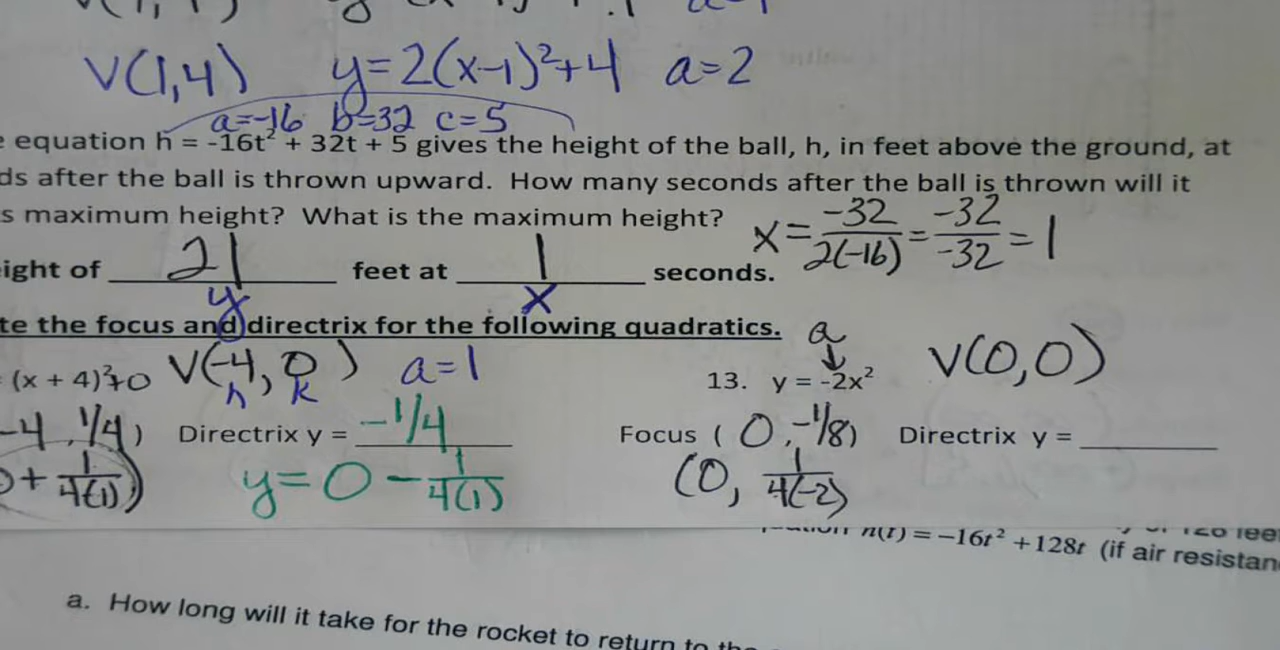 V(1,4) y=2(x-1)²+4 a=2
a=-16 b=32 c=5
equation h = -16t² + 32t + 5 gives the height of the ball, h, in feet above the ground, at
ds after the ball is thrown upward. How many seconds after the ball is thrown will it
s maximum height? What is the maximum height?
x = -32/2(-16) = -32/-32 = 1
ight of 21 feet at 1 seconds.
y x
te the focus and directrix for the following quadratics.
(x + 4)²+0 V(-4, 0) a=1
h k
a
13. y = -2x² V(0,0)
-4, 1/4) Directrix y = -1/4
Focus (0, -1/8) Directrix y =
+ 1/4(1)) y=0 - 1/4(1)
(0, 1/4(-2))
h(t) = −16t² + 128t (if air resistan
a. How long will it take for the rocket to return to